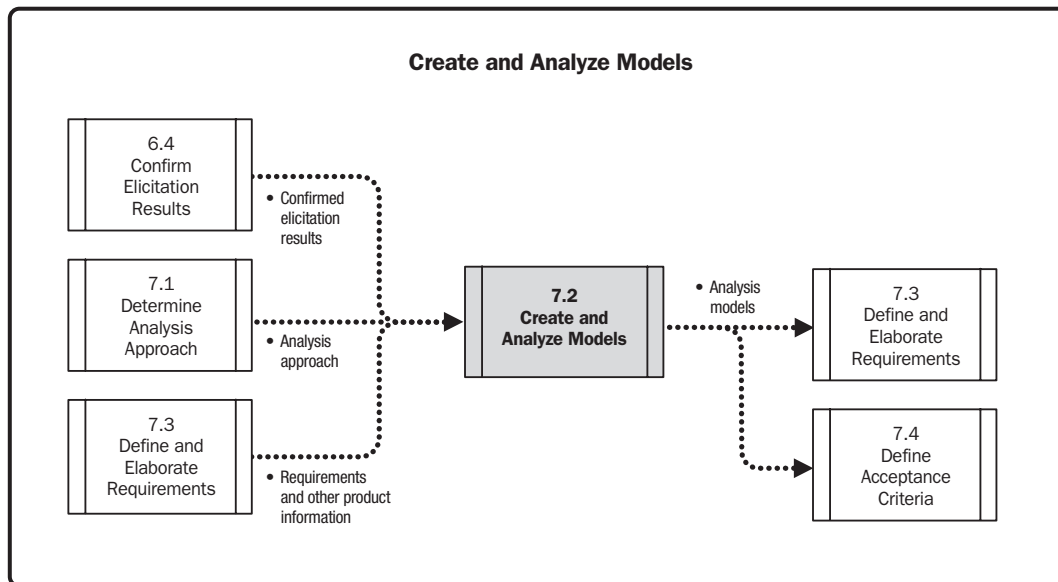 Create and Analyze Models
6.4
Confirm
Elicitation
Results
• Confirmed
elicitation
results
7.1
Determine
Analysis
Approach
• Analysis
approach
7.3
Define and
Elaborate
Requirements
• Requirements
and other product
information
7.2
Create and
Analyze Models
• Analysis
models
7.3
Define and
Elaborate
Requirements
7.4
Define
Acceptance
Criteria